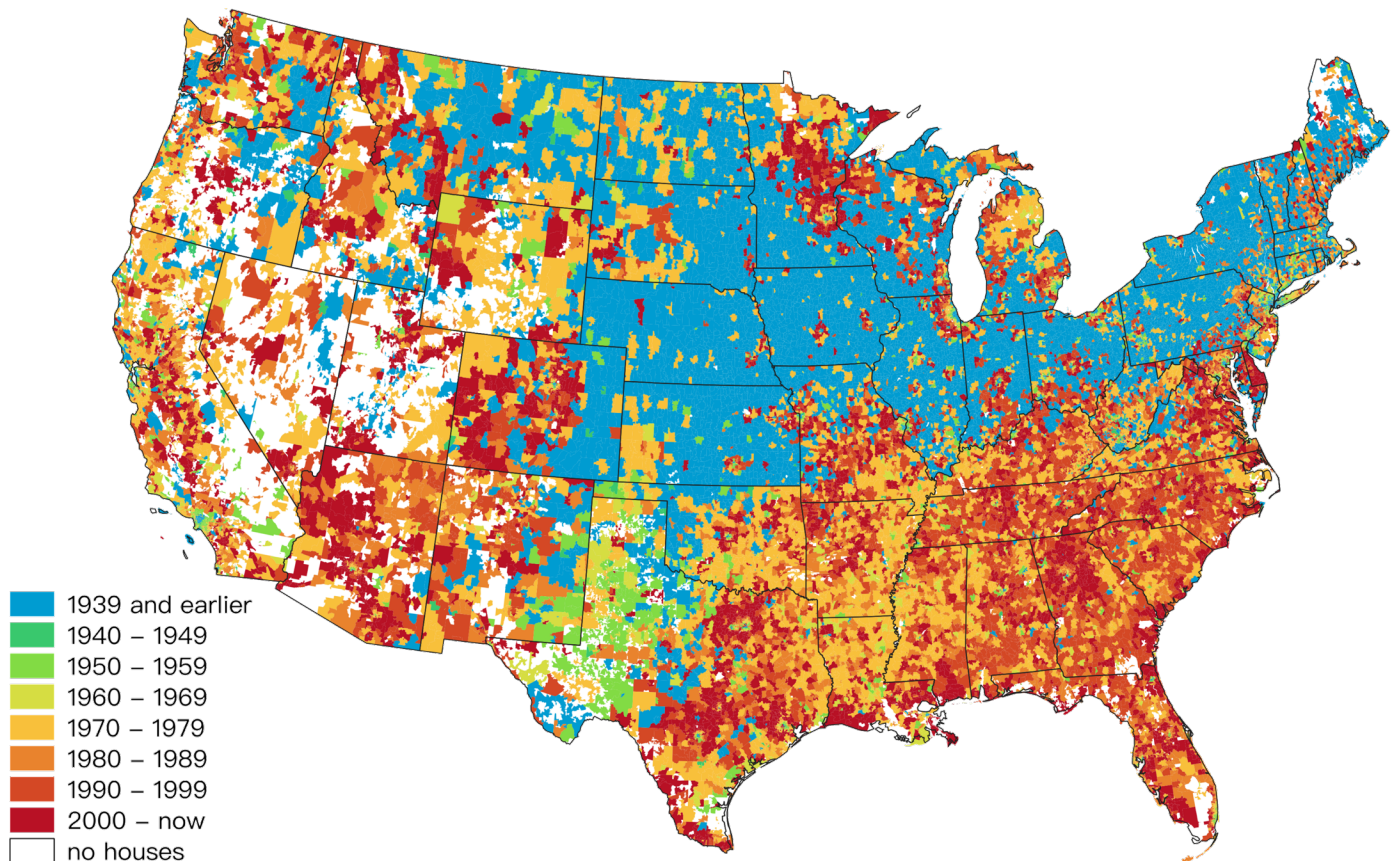 1939 and earlier
1940 – 1949
1950 – 1959
1960 – 1969
1970 – 1979
1980 – 1989
1990 – 1999
2000 – now
no houses